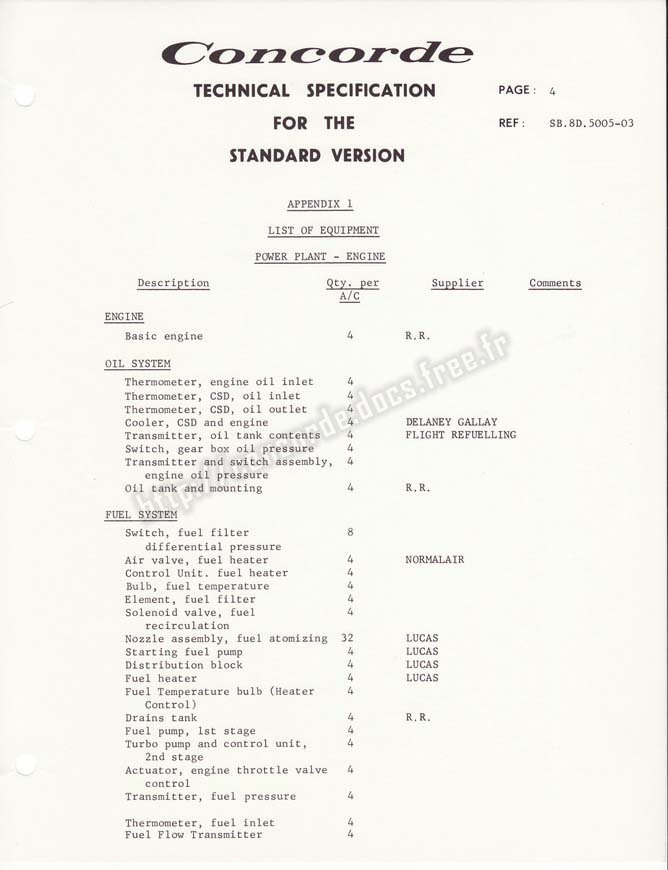 Concorde
TECHNICAL SPECIFICATION PAGE: 4
FOR THE REF: SB.8D.5005-03
STANDARD VERSION
APPENDIX 1
LIST OF EQUIPMENT
POWER PLANT - ENGINE
Description Qty. per Supplier Comments
A/C
ENGINE
Basic engine 4 R.R.
OIL SYSTEM
Thermometer, engine oil inlet 4
Thermometer, CSD, oil inlet 4
Thermometer, CSD, oil outlet 4
Cooler, CSD and engine 4 DELANEY GALLAY
Transmitter, oil tank contents 4 FLIGHT REFUELLING
Switch, gear box oil pressure 4
Transmitter and switch assembly, 4
engine oil pressure
Oil tank and mounting 4 R.R.
FUEL SYSTEM
Switch, fuel filter 8
differential pressure
Air valve, fuel heater 4 NORMALAIR
Control Unit. fuel heater 4
Bulb, fuel temperature 4
Element, fuel filter 4
Solenoid valve, fuel 4
recirculation
Nozzle assembly, fuel atomizing 32 LUCAS
Starting fuel pump 4 LUCAS
Distribution block 4 LUCAS
Fuel heater 4 LUCAS
Fuel Temperature bulb (Heater 4
Control)
Drains tank 4 R.R.
Fuel pump, 1st stage 4
Turbo pump and control unit, 4
2nd stage
Actuator, engine throttle valve 4
control
Transmitter, fuel pressure 4
Thermometer, fuel inlet 4
Fuel Flow Transmitter 4
http://concorde-docs.free.fr